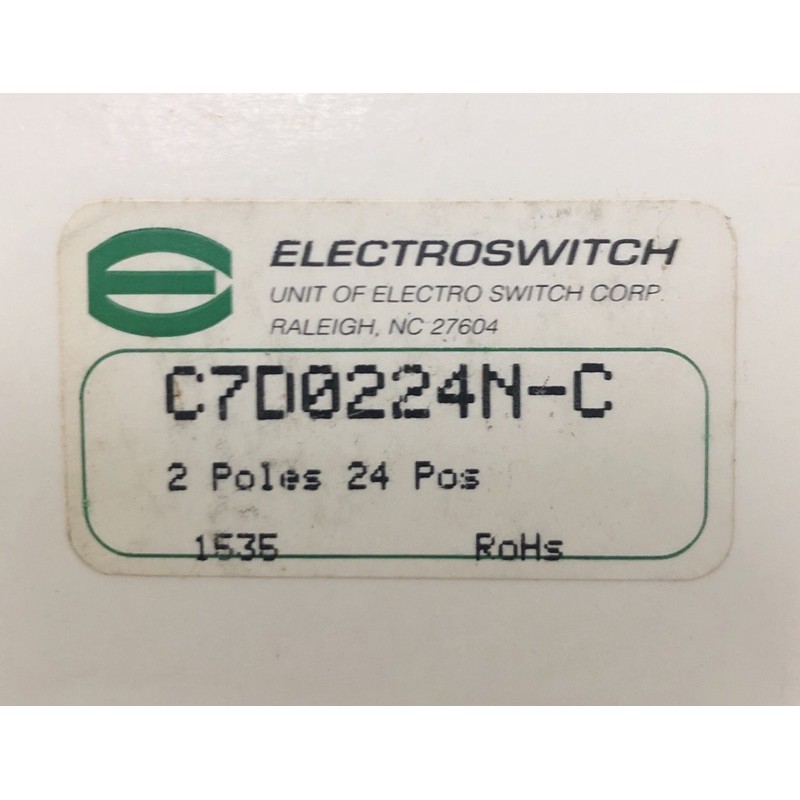 ELECTROSWITCH
UNIT OF ELECTRO SWITCH CORP.
RALEIGH, NC 27604
C7D0224N-C
2 Poles 24 Pos
1535 RoHs